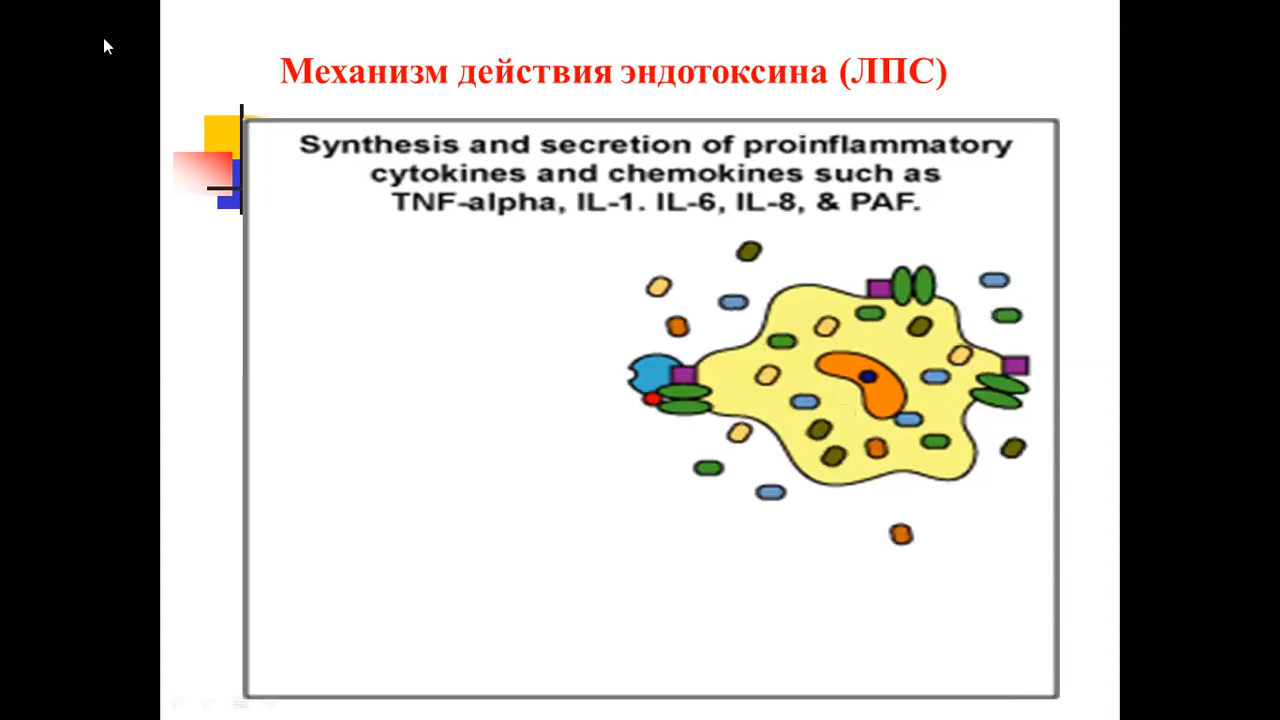 Механизм действия эндотоксина (ЛПС)
Synthesis and secretion of proinflammatory
cytokines and chemokines such as
TNF-alpha, IL-1. IL-6, IL-8, & PAF.